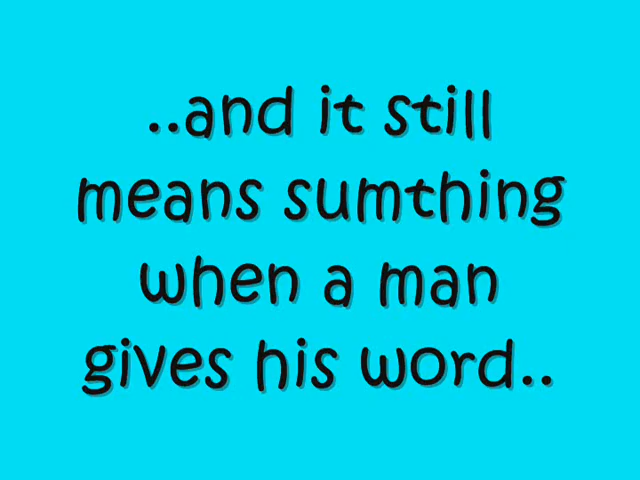 ..and it still
means sumthing
when a man
gives his word..